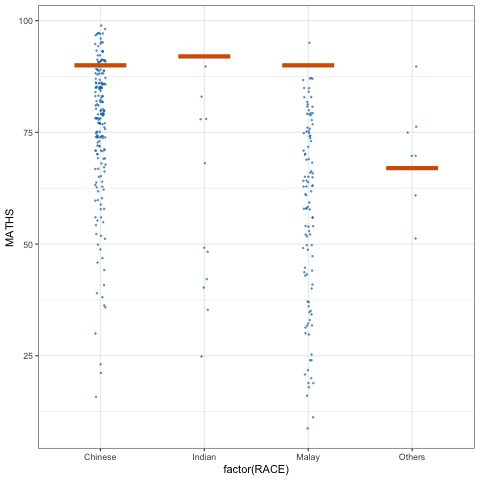 100
75
50
25
MATHS
Chinese
Indian
Malay
Others
factor(RACE)